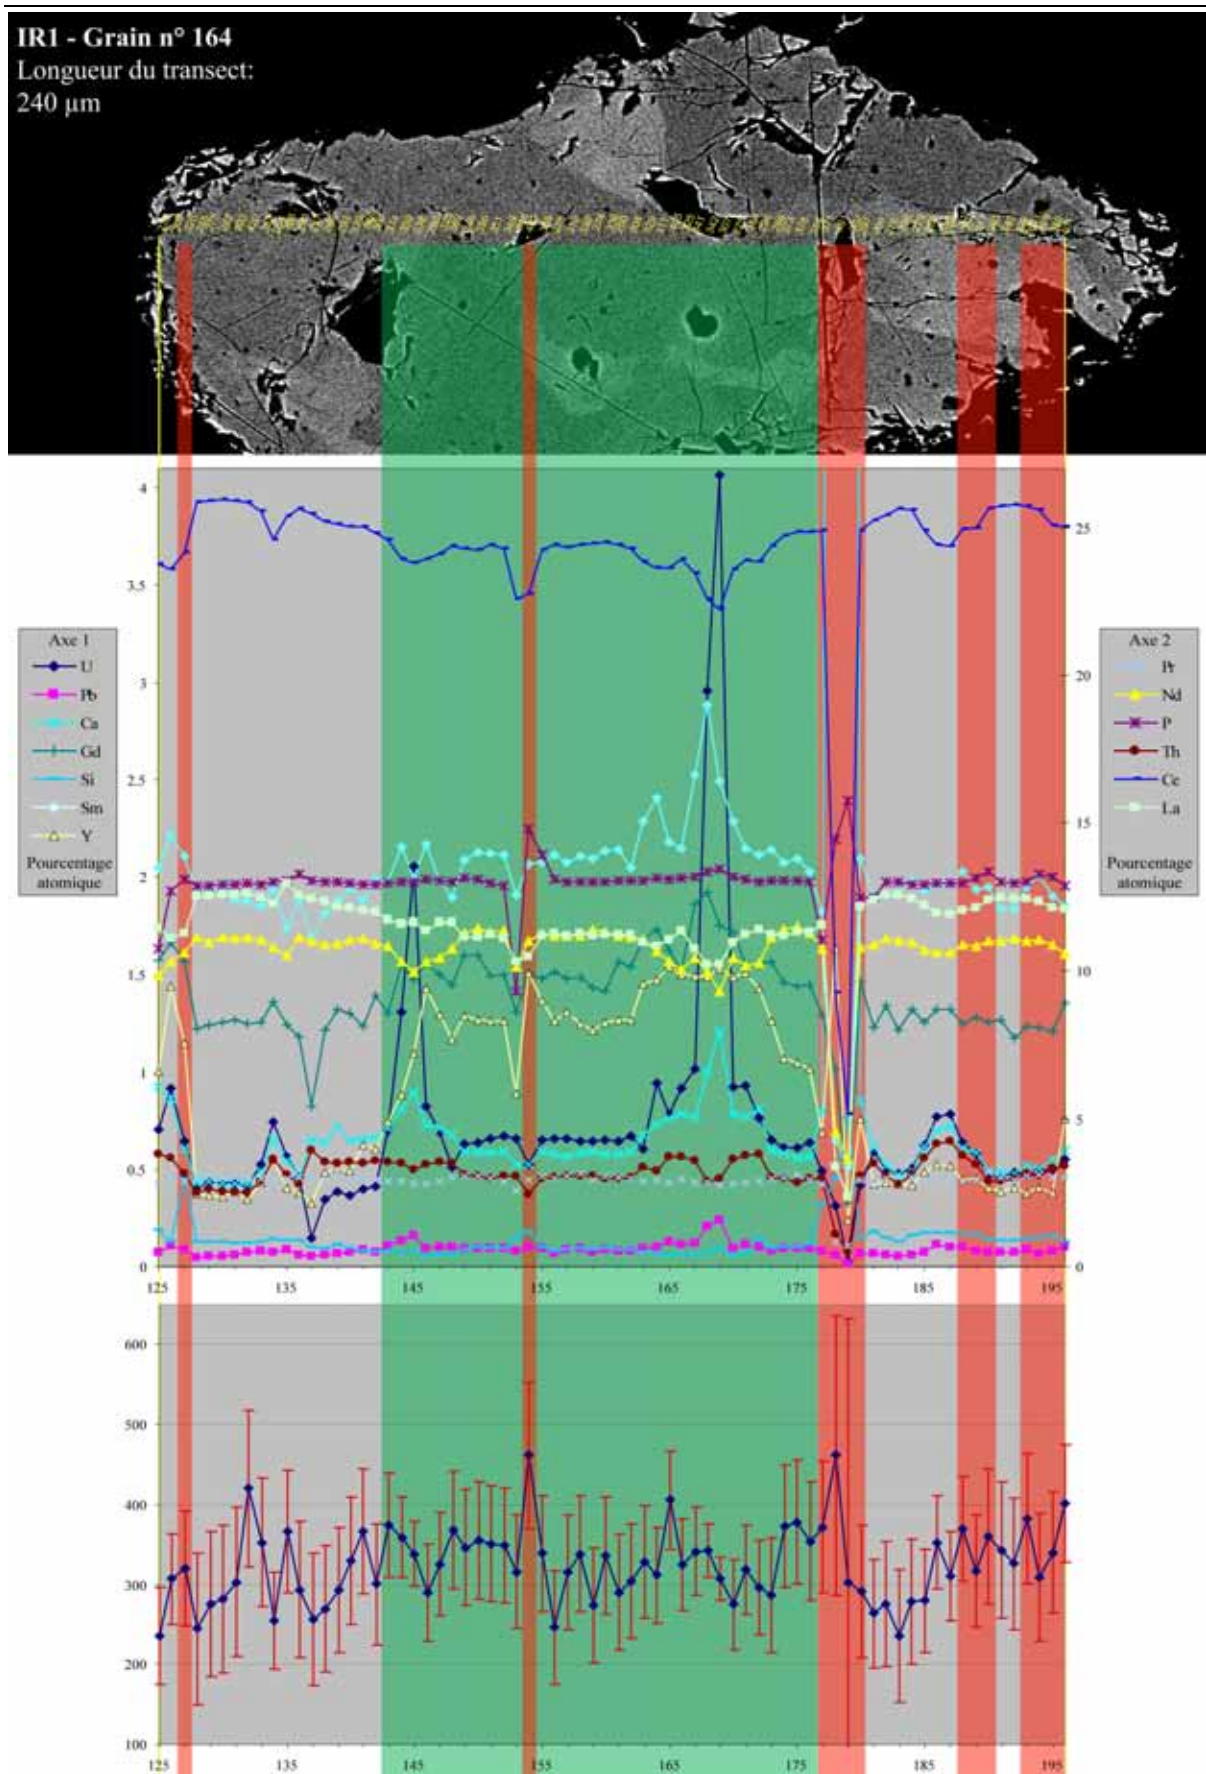 IR1 - Grain n° 164
Longueur du transect:
240 µm
4
3.5
3
2.5
2
1.5
1
0.5
0
25
20
15
10
5
0
Axe 1
U
Pb
Ca
Gd
Si
Sm
Y
Pourcentage
atomique
Axe 2
Pr
Nd
P
Th
Ce
La
Pourcentage
atomique
125 135 145 155 165 175 185 195
600
500
400
300
200
100
125 135 145 155 165 175 185 195